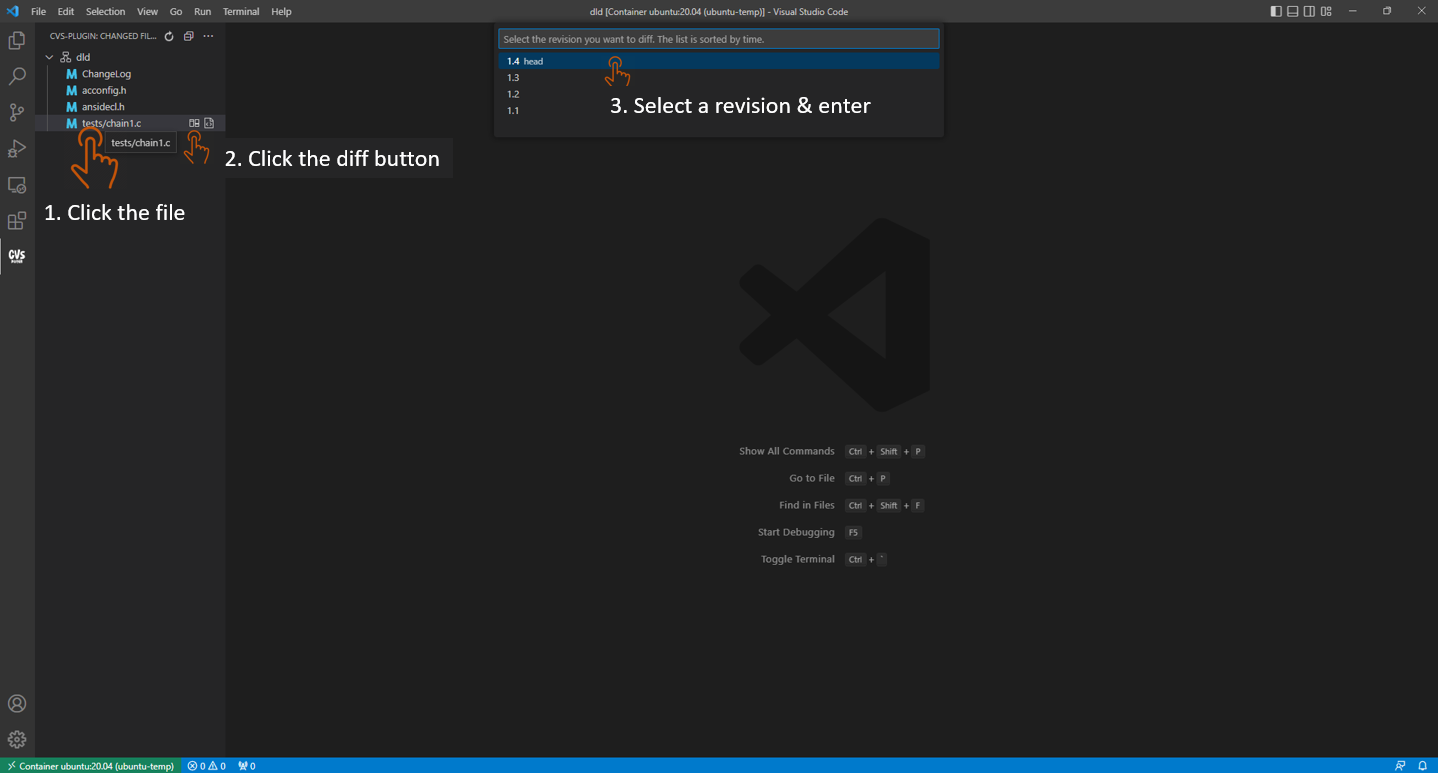 File Edit Selection View Go Run Terminal Help
dld [Container ubuntu:20.04 (ubuntu-temp)] - Visual Studio Code
CVS-PLUGIN: CHANGED FIL...
dld
M ChangeLog
M acconfig.h
M ansidecl.h
M tests/chain1.c
tests/chain1.c
2. Click the diff button
1. Click the file
CVS
Select the revision you want to diff. The list is sorted by time.
1.4 head
1.3
1.2
1.1
3. Select a revision & enter
Show All Commands Ctrl + Shift + P
Go to File Ctrl + P
Find in Files Ctrl + Shift + F
Start Debugging F5
Toggle Terminal Ctrl + `
Container ubuntu:20.04 (ubuntu-temp) 0 0 0